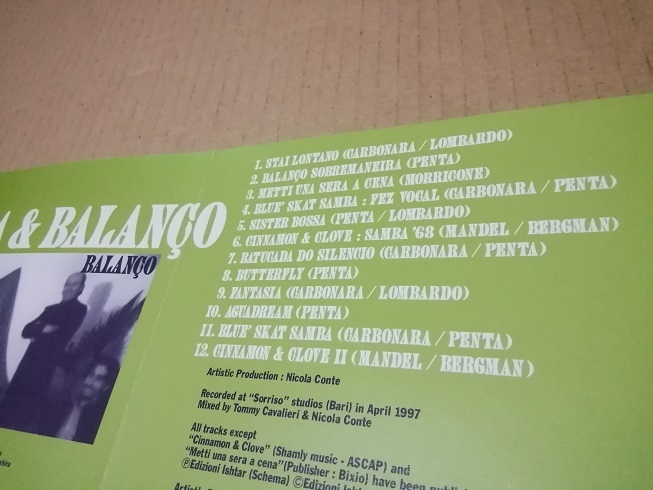 & BALANÇO
BALANÇO
1. STAI LONTANO (CARBONARA / LOMBARDO)
2. BALANÇO SOBREMANEIRA (PENTA)
3. METTI UNA SERA A CENA (MORRICONE)
4. BLUE' SKAT SAMBA : FEZ VOCAL (CARBONARA / PENTA)
5. SISTER BOSSA (PENTA / LOMBARDO)
6. CINNAMON & CLOVE : SAMBA '68 (MANDEL / BERGMAN)
7. BATUCADA DO SILENCIO (CARBONARA / PENTA)
8. BUTTERFLY (PENTA)
9. FANTASIA (CARBONARA / LOMBARDO)
10. AGUADREAM (PENTA)
11. BLUE' SKAT SAMBA (CARBONARA / PENTA)
12. CINNAMON & CLOVE II (MANDEL / BERGMAN)
Artistic Production : Nicola Conte
Recorded at "Sorriso" studios (Bari) in April 1997
Mixed by Tommy Cavalieri & Nicola Conte
All tracks except
"Cinnamon & Clove" (Shamly music - ASCAP) and
"Metti una sera a cena"(Publisher : Bixio) have been
ⓅEdizioni Ishtar (Schema) ©Edizioni